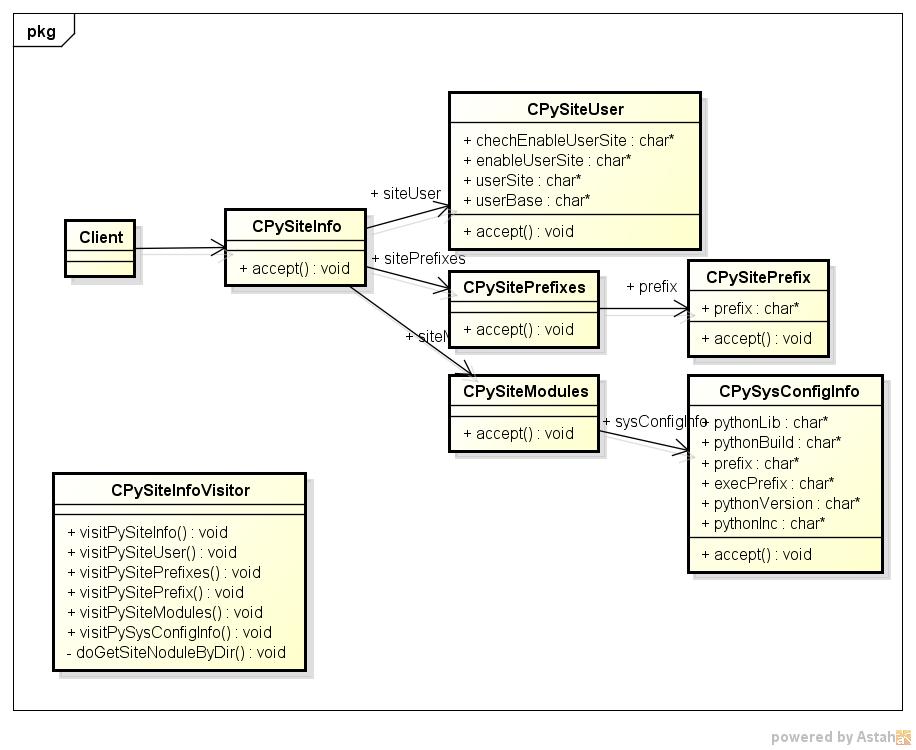 pkg
CPySiteUser
+ chechEnableUserSite : char*
+ enableUserSite : char*
+ userSite : char*
+ userBase : char*
+ accept() : void
+ siteUser
Client
CPySiteInfo
+ accept() : void
+ sitePrefixes
CPySitePrefixes
+ accept() : void
+ prefix
CPySitePrefix
+ prefix : char*
+ accept() : void
+ siteM
CPySiteModules
+ accept() : void
+ sysConfigInfo
CPySysConfigInfo
+ pythonLib : char*
+ pythonBuild : char*
+ prefix : char*
+ execPrefix : char*
+ pythonVersion : char*
+ pythonInc : char*
+ accept() : void
CPySiteInfoVisitor
+ visitPySiteInfo() : void
+ visitPySiteUser() : void
+ visitPySitePrefixes() : void
+ visitPySitePrefix() : void
+ visitPySiteModules() : void
+ visitPySysConfigInfo() : void
- doGetSiteNoduleByDir() : void
powered by Astah